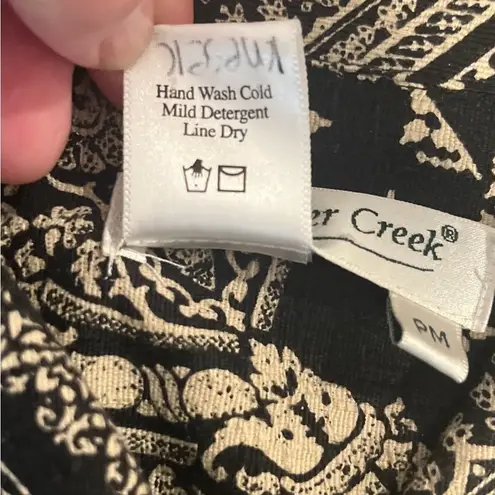 Hand Wash Cold
Mild Detergent
Line Dry
er Creek®
PM